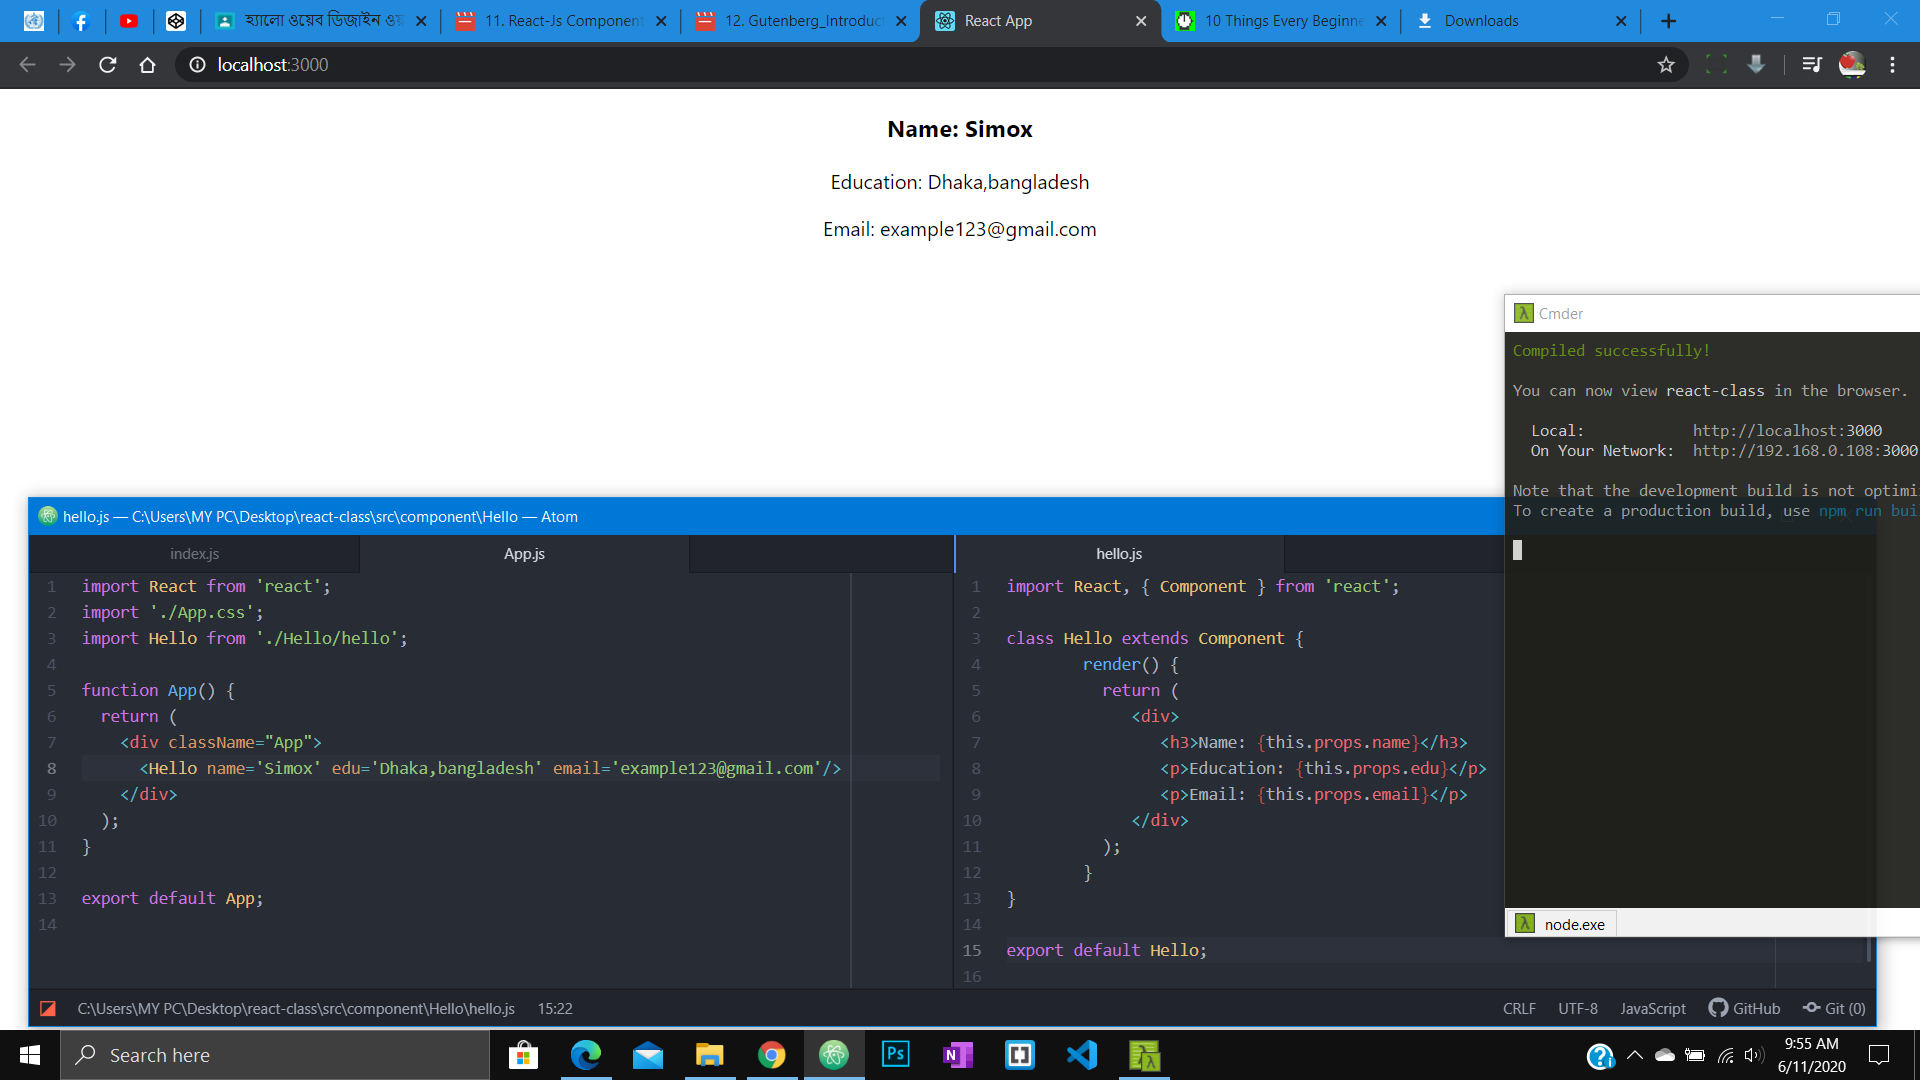 হ্যালো ওয়েব ডিজাইন ওয়
11. React-Js Component
12. Gutenberg_Introduc
React App
10 Things Every Beginne
Downloads
localhost:3000
Name: Simox
Education: Dhaka,bangladesh
Email: example123@gmail.com
Cmder
Compiled successfully!
You can now view react-class in the browser.
Local: http://localhost:3000
On Your Network: http://192.168.0.108:3000
Note that the development build is not optimi
To create a production build, use npm run bui
node.exe
hello.js — C:\Users\MY PC\Desktop\react-class\src\component\Hello — Atom
index.js
App.js
1 import React from 'react';
2 import './App.css';
3 import Hello from './Hello/hello';
4
5 function App() {
6 return (
7 <div className="App">
8 <Hello name='Simox' edu='Dhaka,bangladesh' email='example123@gmail.com'/>
9 </div>
10 );
11 }
12
13 export default App;
14
hello.js
1 import React, { Component } from 'react';
2
3 class Hello extends Component {
4 render() {
5 return (
6 <div>
7 <h3>Name: {this.props.name}</h3>
8 <p>Education: {this.props.edu}</p>
9 <p>Email: {this.props.email}</p>
10 </div>
11 );
12 }
13 }
14
15 export default Hello;
16
C:\Users\MY PC\Desktop\react-class\src\component\Hello\hello.js 15:22
CRLF UTF-8 JavaScript GitHub Git (0)
Search here
Ps
N
9:55 AM
6/11/2020